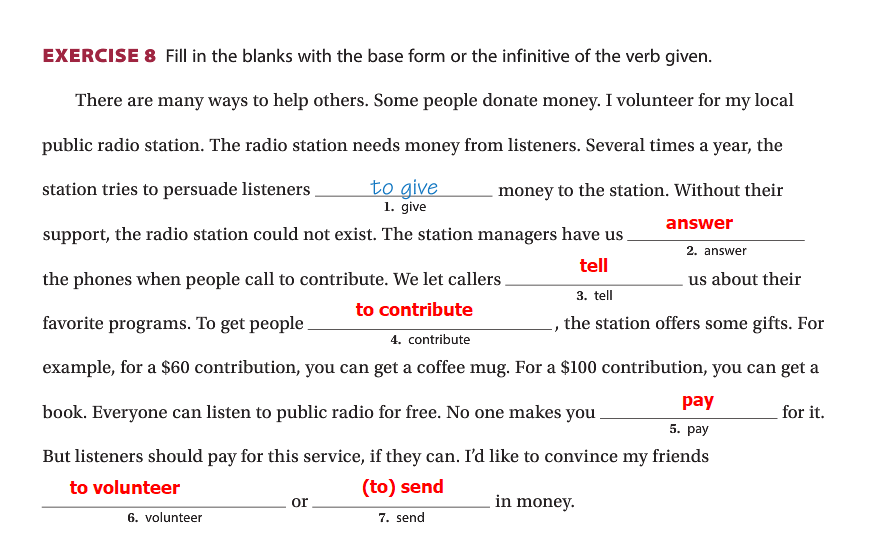 EXERCISE 8 Fill in the blanks with the base form or the infinitive of the verb given.
There are many ways to help others. Some people donate money. I volunteer for my local
public radio station. The radio station needs money from listeners. Several times a year, the
station tries to persuade listeners to give money to the station. Without their
1. give
support, the radio station could not exist. The station managers have us answer
2. answer
the phones when people call to contribute. We let callers tell us about their
3. tell
favorite programs. To get people to contribute, the station offers some gifts. For
4. contribute
example, for a $60 contribution, you can get a coffee mug. For a $100 contribution, you can get a
book. Everyone can listen to public radio for free. No one makes you pay for it.
5. pay
But listeners should pay for this service, if they can. I'd like to convince my friends
to volunteer or (to) send in money.
6. volunteer 7. send